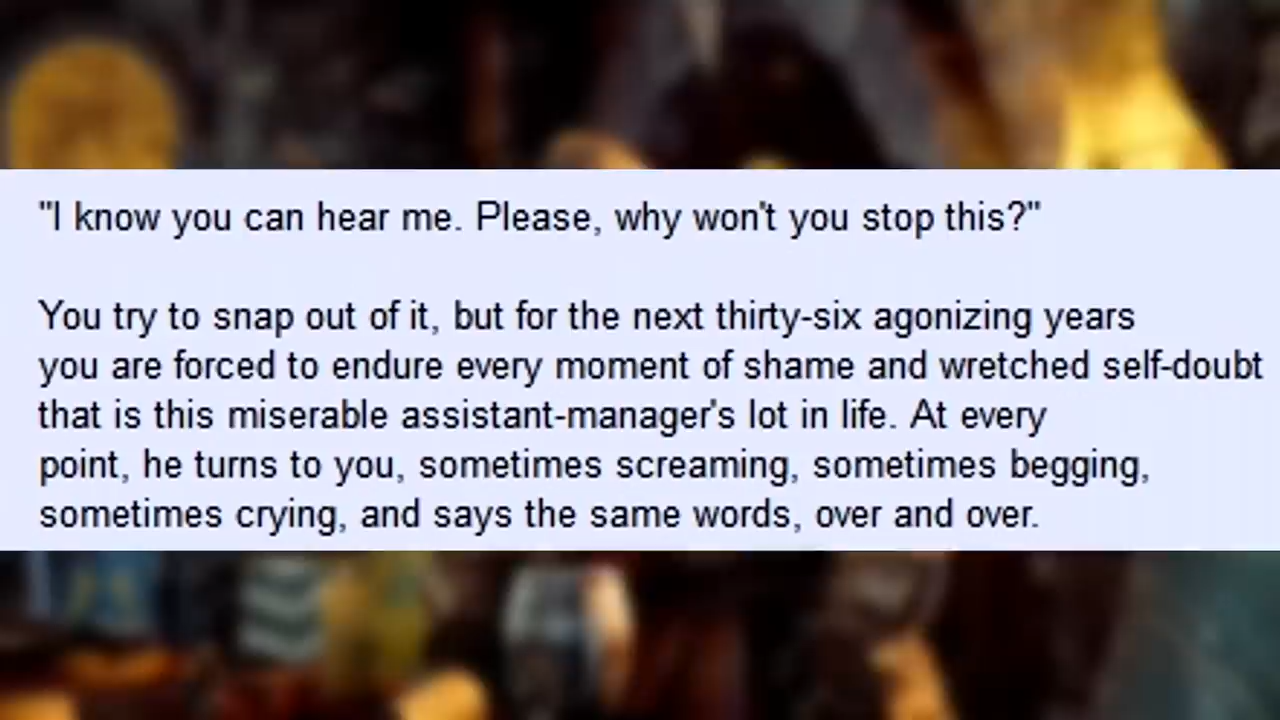 "I know you can hear me. Please, why won't you stop this?"
You try to snap out of it, but for the next thirty-six agonizing years
you are forced to endure every moment of shame and wretched self-doubt
that is this miserable assistant-manager's lot in life. At every
point, he turns to you, sometimes screaming, sometimes begging,
sometimes crying, and says the same words, over and over.